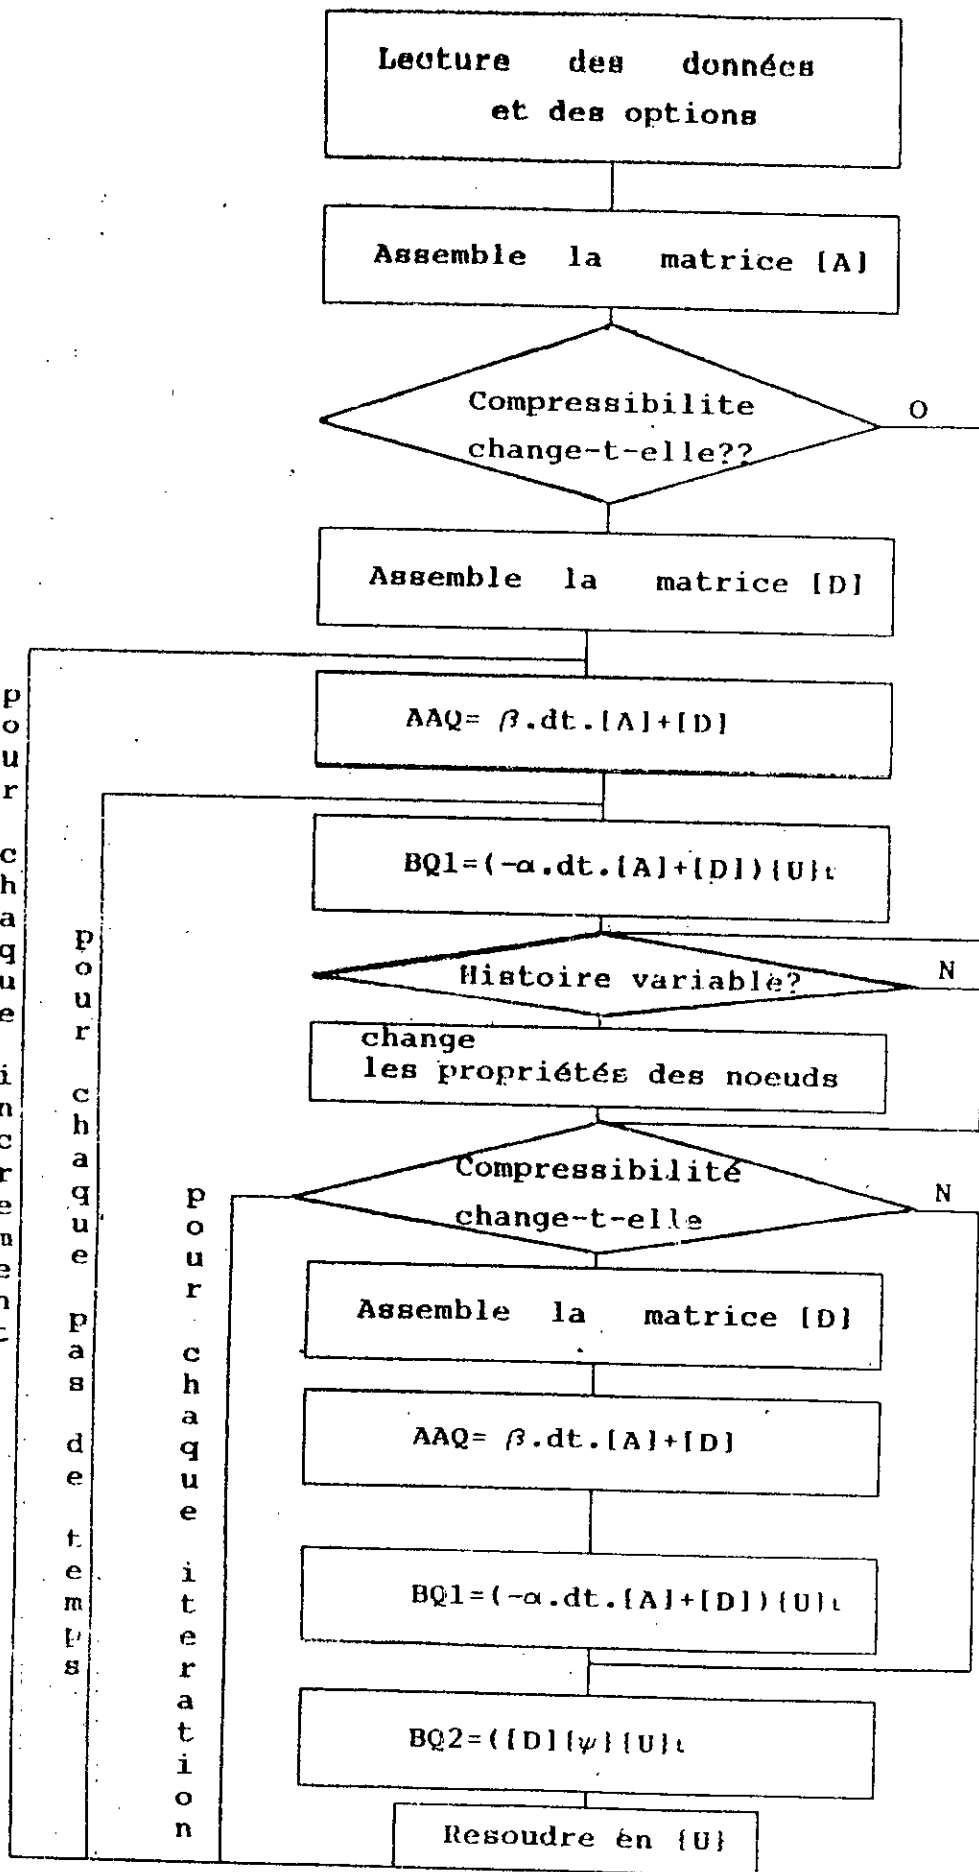 Lecture des données
et des options
Assemble la matrice [A]
Compressibilite
change-t-elle??
O
Assemble la matrice [D]
AAQ= β.dt.[A]+[D]
BQ1=(-α.dt.[A]+[D]){U}t
Histoire variable?
N
change
les propriétés des noeuds
Compressibilité
change-t-elle
N
Assemble la matrice [D]
AAQ= β.dt.[A]+[D]
BQ1=(-α.dt.[A]+[D]){U}t
BQ2=([D]{ψ}{U}t
Resoudre en {U}
pour chaque increment
pour chaque pas de temps
pour chaque iteration